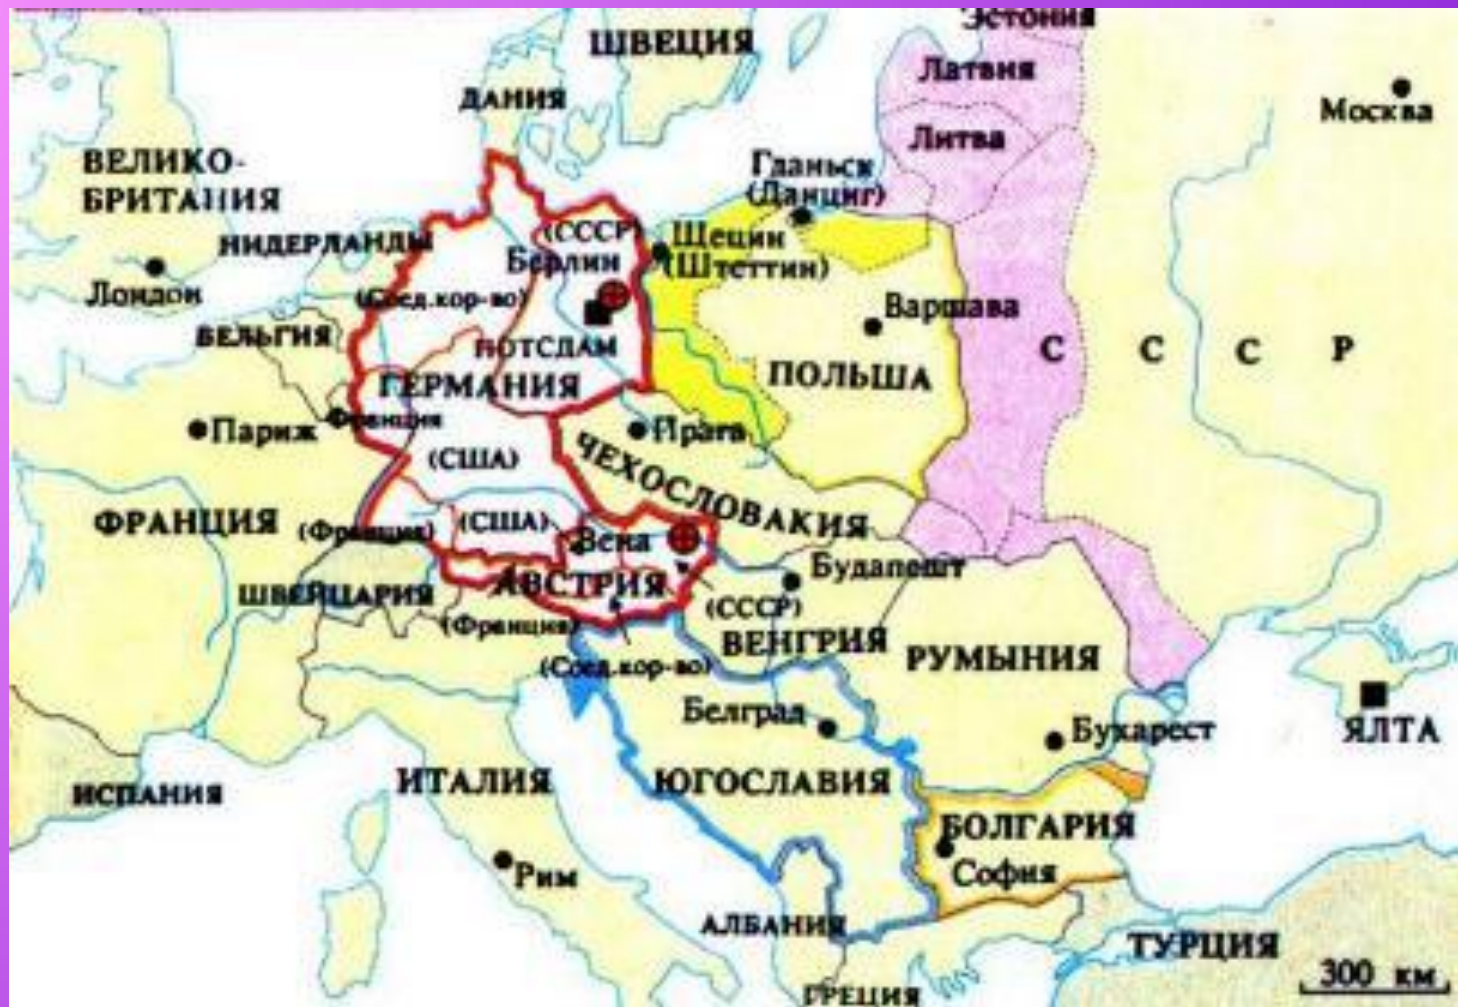 Эстония
ШВЕЦИЯ
Латвия
ДАНИЯ
Москва
Литва
ВЕЛИКО-
БРИТАНИЯ
Гданьск
(Данциг)
НИДЕРЛАНДЫ
(СССР)
Щецин
(Штеттин)
Берлин
Лондон
(Соед.кор-во)
Варшава
БЕЛЬГИЯ
ПОТСДАМ
С С С Р
ГЕРМАНИЯ
ПОЛЬША
Франция
Париж
Прага
(США)
ЧЕХОСЛОВАКИЯ
ФРАНЦИЯ
(Франция)
(США)
Вена
Будапешт
АВСТРИЯ
ШВЕЙЦАРИЯ
(СССР)
(Франция)
ВЕНГРИЯ
РУМЫНИЯ
(Соед.кор-во)
Белград
Бухарест
ЯЛТА
ИСПАНИЯ
ИТАЛИЯ
ЮГОСЛАВИЯ
БОЛГАРИЯ
София
Рим
АЛБАНИЯ
ТУРЦИЯ
300 км
ГРЕЦИЯ